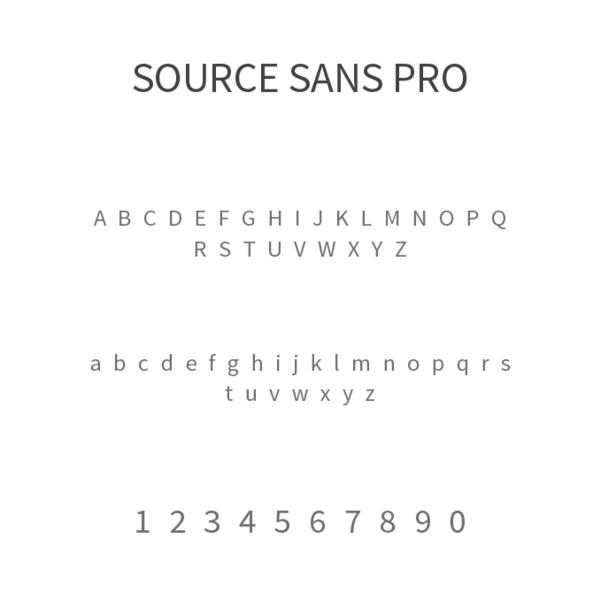 SOURCE SANS PRO
A B C D E F G H I J K L M N O P Q
R S T U V W X Y Z
a b c d e f g h i j k l m n o p q r s
t u v w x y z
1 2 3 4 5 6 7 8 9 0